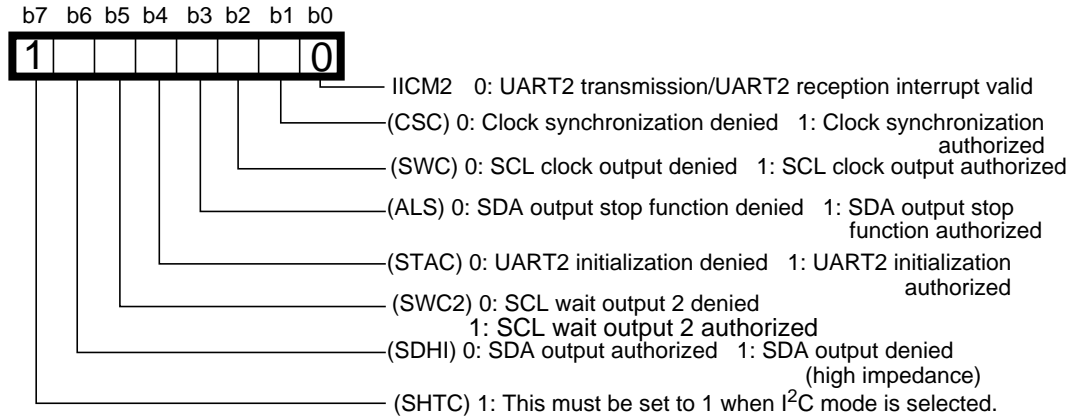 b7 b6 b5 b4 b3 b2 b1 b0
1 0
IICM2 0: UART2 transmission/UART2 reception interrupt valid
(CSC) 0: Clock synchronization denied 1: Clock synchronization
authorized
(SWC) 0: SCL clock output denied 1: SCL clock output authorized
(ALS) 0: SDA output stop function denied 1: SDA output stop
function authorized
(STAC) 0: UART2 initialization denied 1: UART2 initialization
authorized
(SWC2) 0: SCL wait output 2 denied
1: SCL wait output 2 authorized
(SDHI) 0: SDA output authorized 1: SDA output denied
(high impedance)
(SHTC) 1: This must be set to 1 when I²C mode is selected.